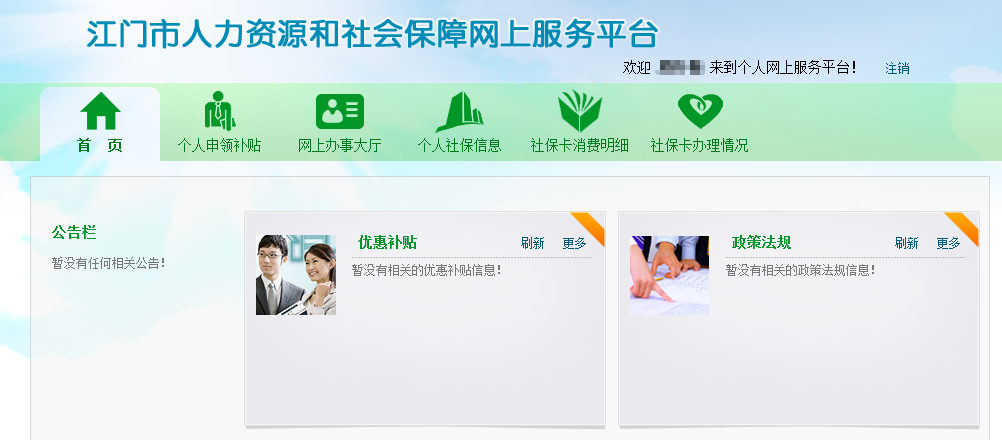 江门市人力资源和社会保障网上服务平台
欢迎 来到个人网上服务平台! 注销
首 页 个人申领补贴 网上办事大厅 个人社保信息 社保卡消费明细 社保卡办理情况
公告栏
暂没有任何相关公告!
优惠补贴 刷新 更多
暂没有相关的优惠补贴信息!
政策法规 刷新 更多
暂没有相关的政策法规信息!